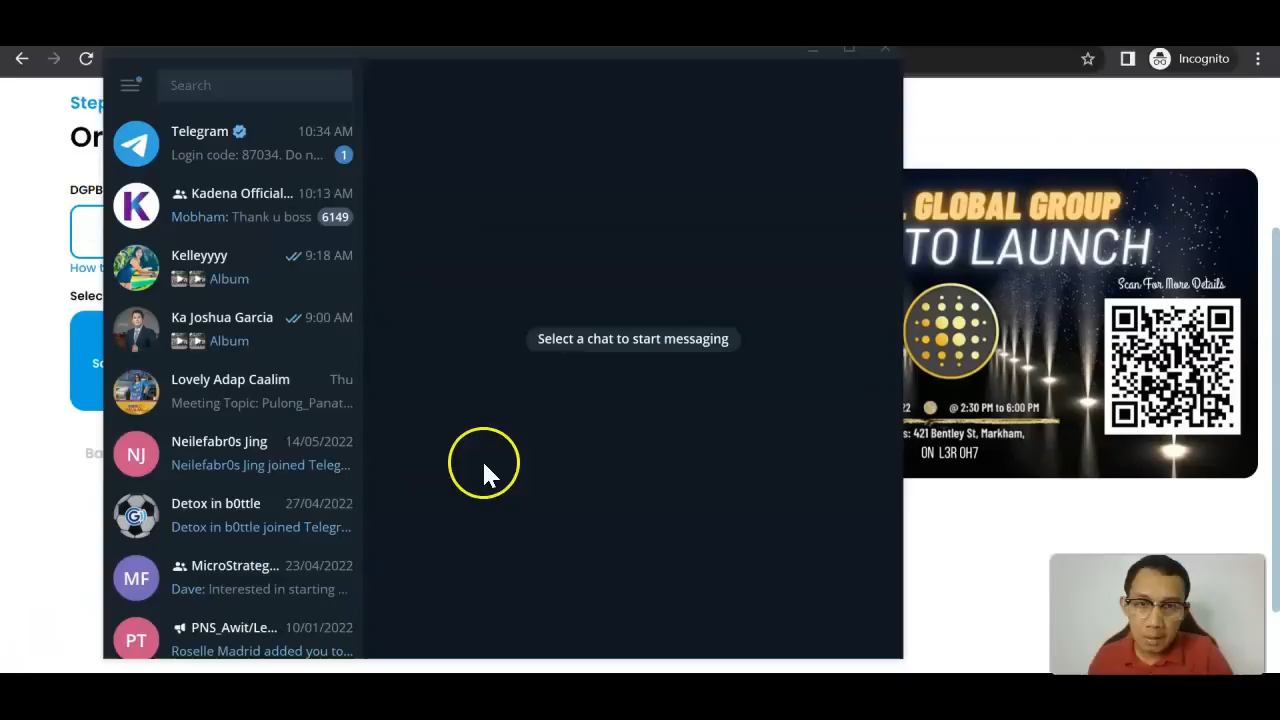 Incognito
Step
Or
DGPB
How t
Selec
Sc
Ba
Search
Telegram 10:34 AM
Login code: 87034. Do n... 1
Kadena Official... 10:13 AM
Mobham: Thank u boss 6149
Kelleyyyy 9:18 AM
Album
Ka Joshua Garcia 9:00 AM
Album
Lovely Adap Caalim Thu
Meeting Topic: Pulong_Panat...
NJ
Neilefabr0s Jing 14/05/2022
Neilefabr0s Jing joined Teleg...
Detox in b0ttle 27/04/2022
Detox in b0ttle joined Telegr...
MF
MicroStrateg... 23/04/2022
Dave: Interested in starting ...
PT
PNS_Awit/Le... 10/01/2022
Roselle Madrid added you to...
Select a chat to start messaging
L GLOBAL GROUP
TO LAUNCH
Scan For More Details
22 @ 2:30 PM to 6:00 PM
s: 421 Bentley St, Markham,
ON L3R 0H7